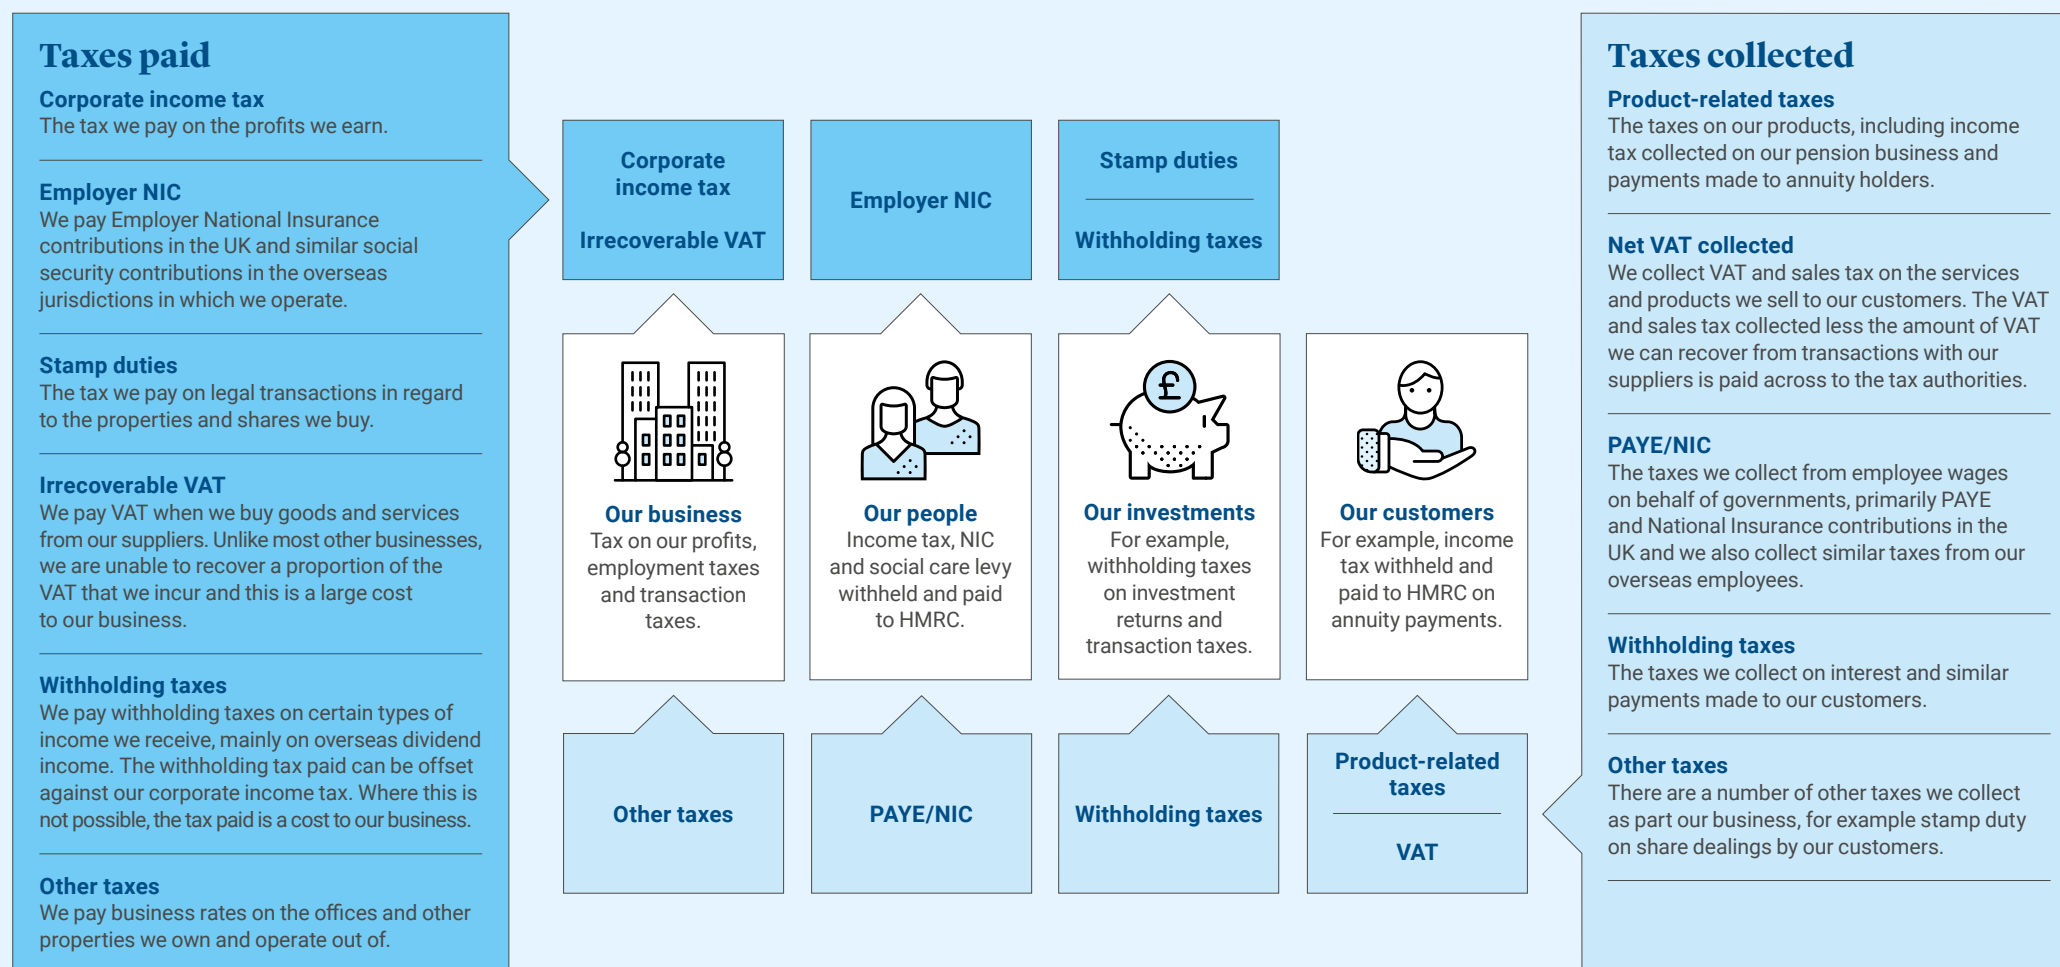 Taxes paid
Corporate income tax
The tax we pay on the profits we earn.
Employer NIC
We pay Employer National Insurance
contributions in the UK and similar social
security contributions in the overseas
jurisdictions in which we operate.
Stamp duties
The tax we pay on legal transactions in regard
to the properties and shares we buy.
Irrecoverable VAT
We pay VAT when we buy goods and services
from our suppliers. Unlike most other businesses,
we are unable to recover a proportion of the
VAT that we incur and this is a large cost
to our business.
Withholding taxes
We pay withholding taxes on certain types of
income we receive, mainly on overseas dividend
income. The withholding tax paid can be offset
against our corporate income tax. Where this is
not possible, the tax paid is a cost to our business.
Other taxes
We pay business rates on the offices and other
properties we own and operate out of.
Corporate
income tax
Irrecoverable VAT
Employer NIC
Stamp duties
Withholding taxes
Our business
Tax on our profits,
employment taxes
and transaction
taxes.
Our people
Income tax, NIC
and social care levy
withheld and paid
to HMRC.
£
Our investments
For example,
withholding taxes
on investment
returns and
transaction taxes.
Our customers
For example, income
tax withheld and
paid to HMRC on
annuity payments.
Other taxes
PAYE/NIC
Withholding taxes
Product-related
taxes
VAT
Taxes collected
Product-related taxes
The taxes on our products, including income
tax collected on our pension business and
payments made to annuity holders.
Net VAT collected
We collect VAT and sales tax on the services
and products we sell to our customers. The VAT
and sales tax collected less the amount of VAT
we can recover from transactions with our
suppliers is paid across to the tax authorities.
PAYE/NIC
The taxes we collect from employee wages
on behalf of governments, primarily PAYE
and National Insurance contributions in the
UK and we also collect similar taxes from our
overseas employees.
Withholding taxes
The taxes we collect on interest and similar
payments made to our customers.
Other taxes
There are a number of other taxes we collect
as part our business, for example stamp duty
on share dealings by our customers.